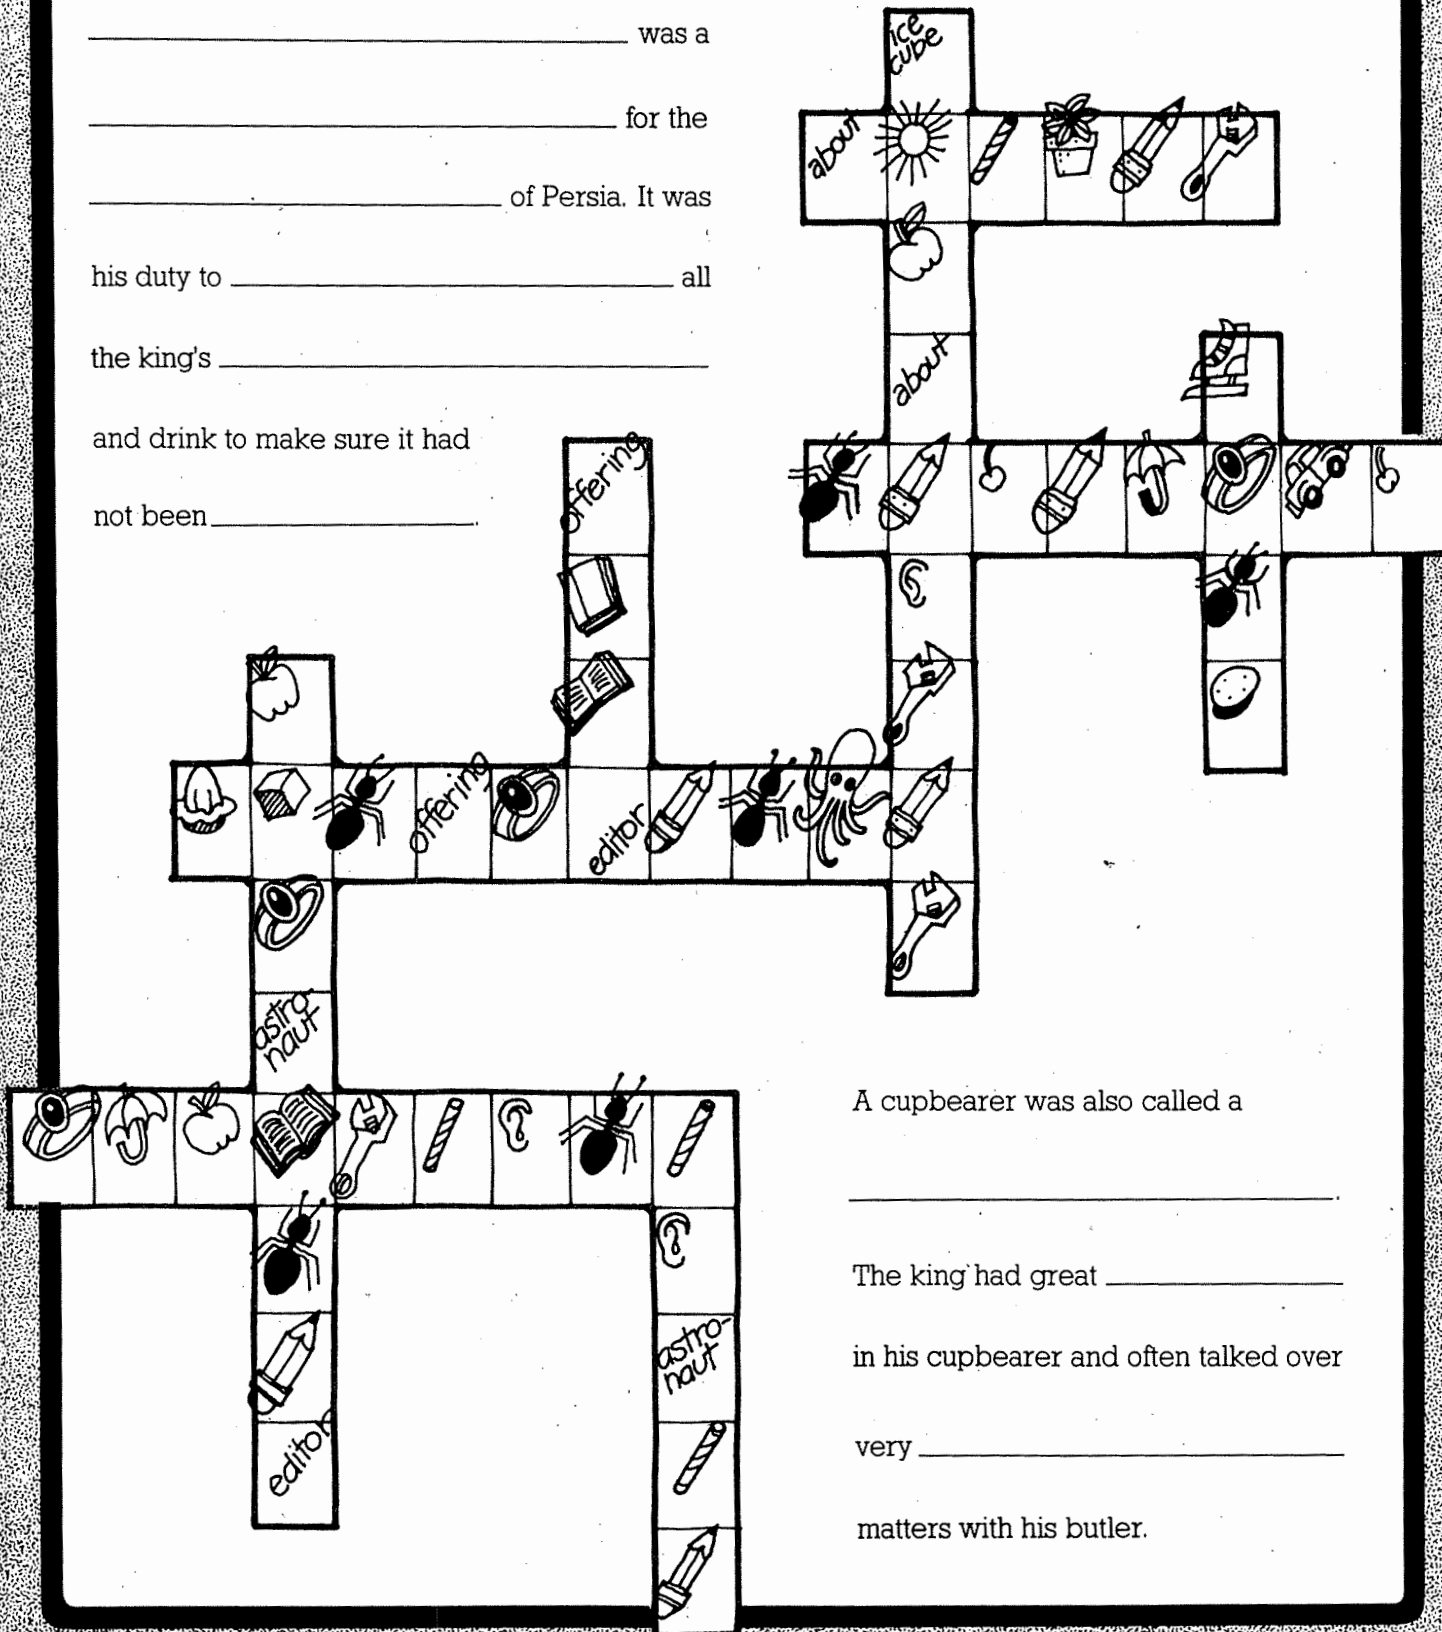 was a
for the
of Persia. It was
his duty to all
the king's
and drink to make sure it had
not been .
ice
cube
about
about
offering
offering
editor
astro-
naut
astro-
naut
editor
A cupbearer was also called a
.
The king had great
in his cupbearer and often talked over
very
matters with his butler.